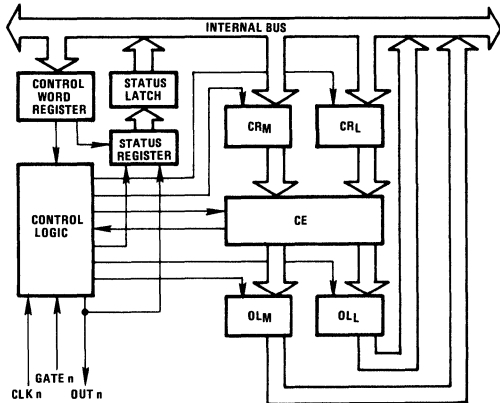 INTERNAL BUS
CONTROL
WORD
REGISTER
STATUS
LATCH
STATUS
REGISTER
CRM
CRL
CONTROL
LOGIC
CE
OLM
OLL
CLK n
GATE n
OUT n